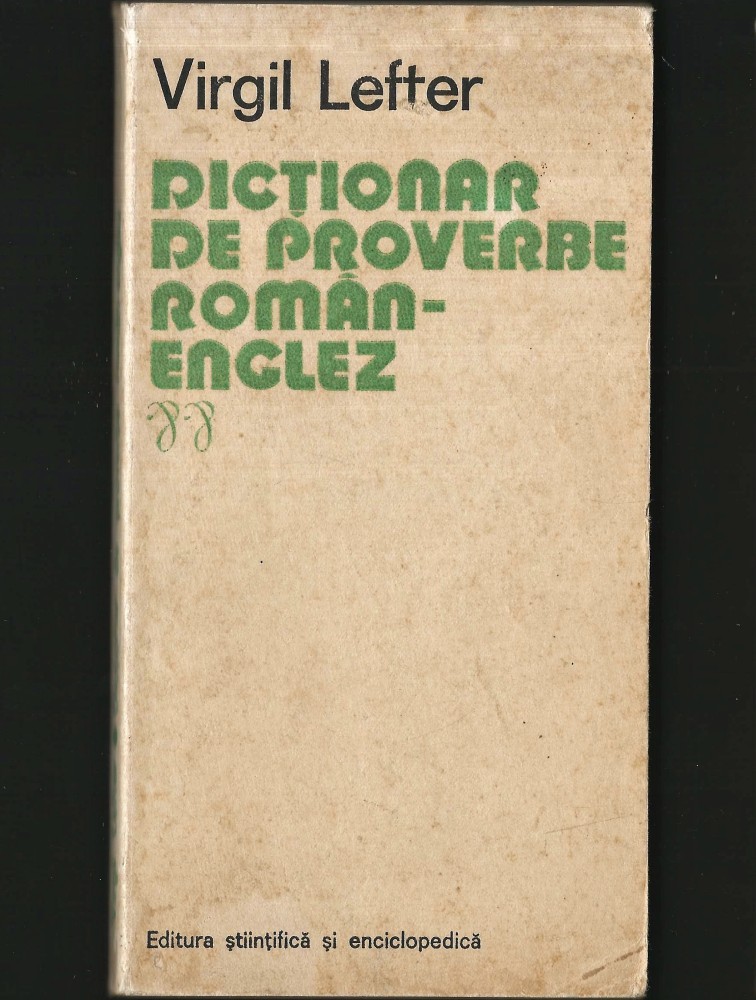 Virgil Lefter
DICȚIONAR
DE PROVERBE
ROMÂN-
ENGLEZ
Editura științifică și enciclopedică